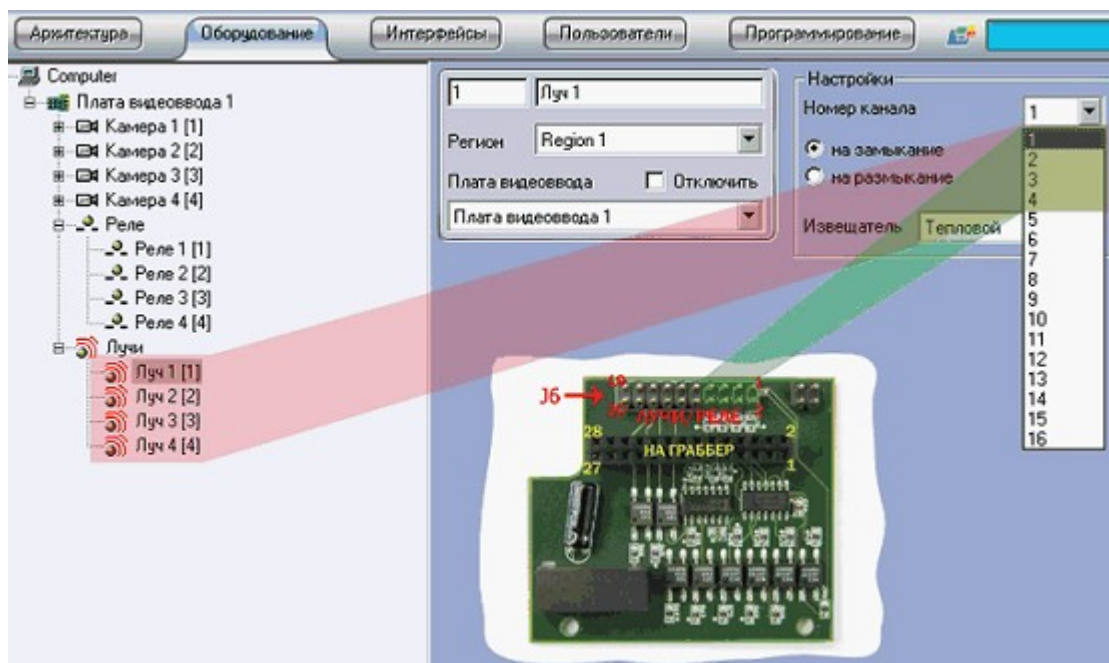 Архитектура
Оборудование
Интерфейсы
Пользователи
Программирование
Computer
Плата видеоввода 1
Камера 1 [1]
Камера 2 [2]
Камера 3 [3]
Камера 4 [4]
Реле
Реле 1 [1]
Реле 2 [2]
Реле 3 [3]
Реле 4 [4]
Лучи
Луч 1 [1]
Луч 2 [2]
Луч 3 [3]
Луч 4 [4]
1
Луч 1
Регион
Region 1
Плата видеоввода
Отключить
Плата видеоввода 1
Настройки
Номер канала
1
на замыкание
на размыкание
Извещатель
Тепловой
1
2
3
4
5
6
7
8
9
10
11
12
13
14
15
16
J6
19
1
20
2
ЛУЧИ РЕЛЕ
28
2
НА ГРАББЕР
27
1